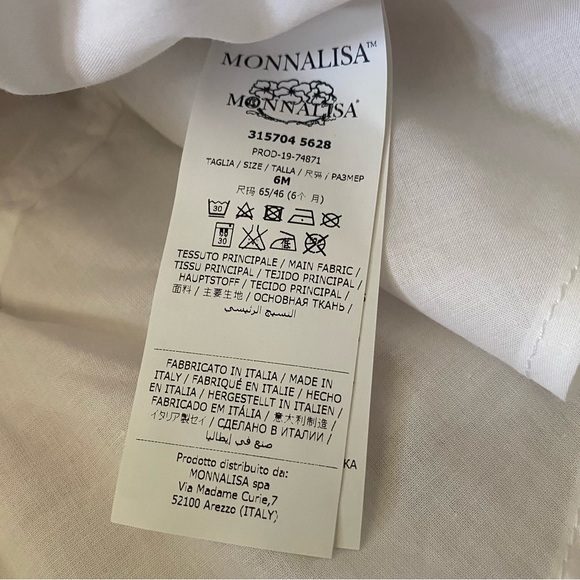 MONNALISA™
MONNALISA®
315704 5628
PROD-19-74871
TAGLIA / SIZE / TALLA / 尺码 / РАЗМЕР
6M
尺码 65/46 (6个 月)
30
30
TESSUTO PRINCIPALE / MAIN FABRIC /
TISSU PRINCIPAL / TEJIDO PRINCIPAL /
HAUPTSTOFF / TECIDO PRINCIPAL /
面料 / 主要生地 / ОСНОВНАЯ ТКАНЬ /
النسيج الرئيسي
FABBRICATO IN ITALIA / MADE IN
ITALY / FABRIQUÉ EN ITALIE / HECHO
EN ITALIA / HERGESTELLT IN ITALIEN /
FABRICADO EM ITÁLIA / 意大利制造 /
イタリア製セイ / СДЕЛАНО В ИТАЛИИ /
صنع في إيطاليا
KA
Prodotto distribuito da:
MONNALISA spa
Via Madame Curie,7
52100 Arezzo (ITALY)